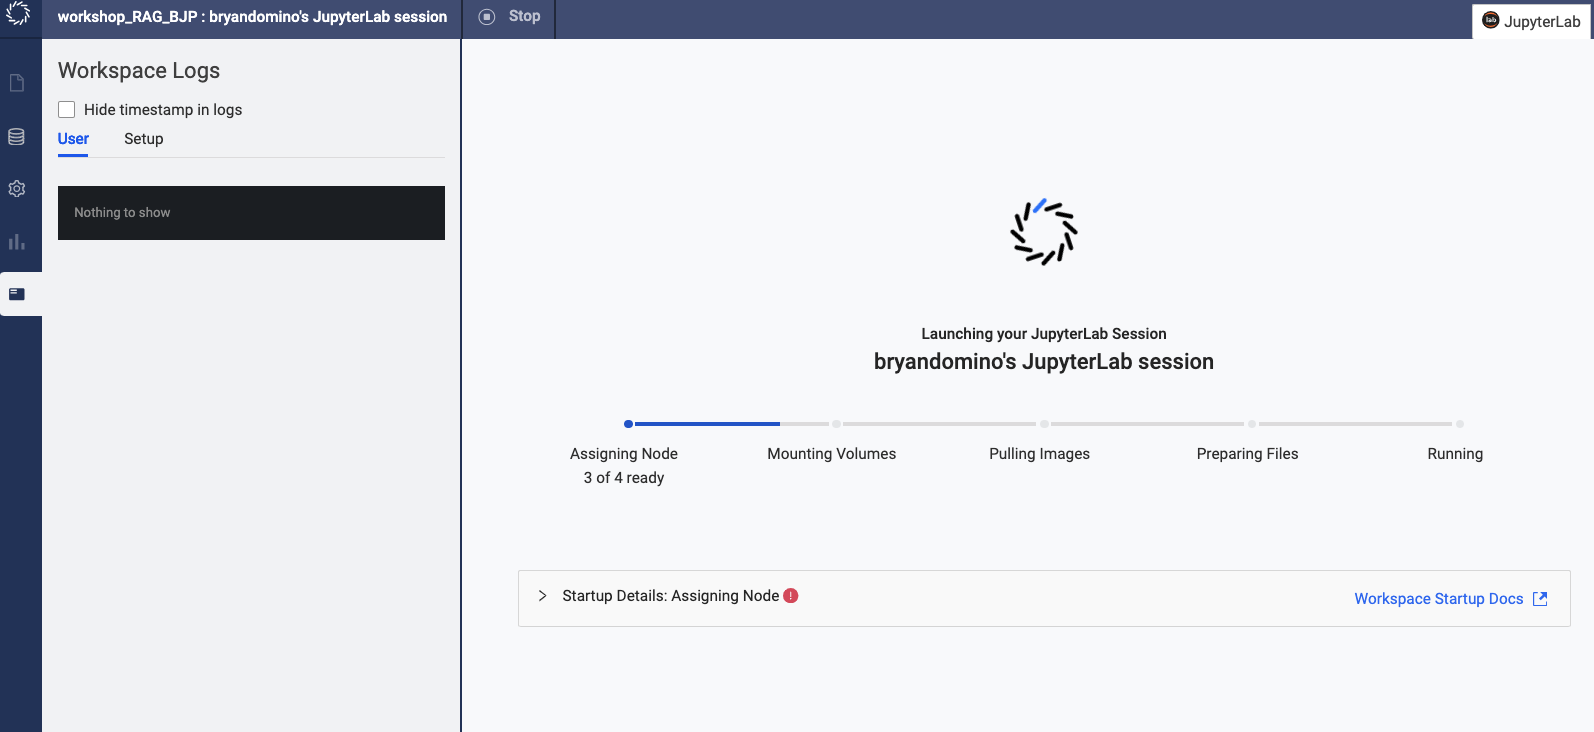 workshop_RAG_BJP : bryandomino's JupyterLab session
Stop
lab JupyterLab
Workspace Logs
Hide timestamp in logs
User Setup
Nothing to show
Launching your JupyterLab Session
bryandomino's JupyterLab session
Assigning Node Mounting Volumes Pulling Images Preparing Files Running
3 of 4 ready
Startup Details: Assigning Node !
Workspace Startup Docs